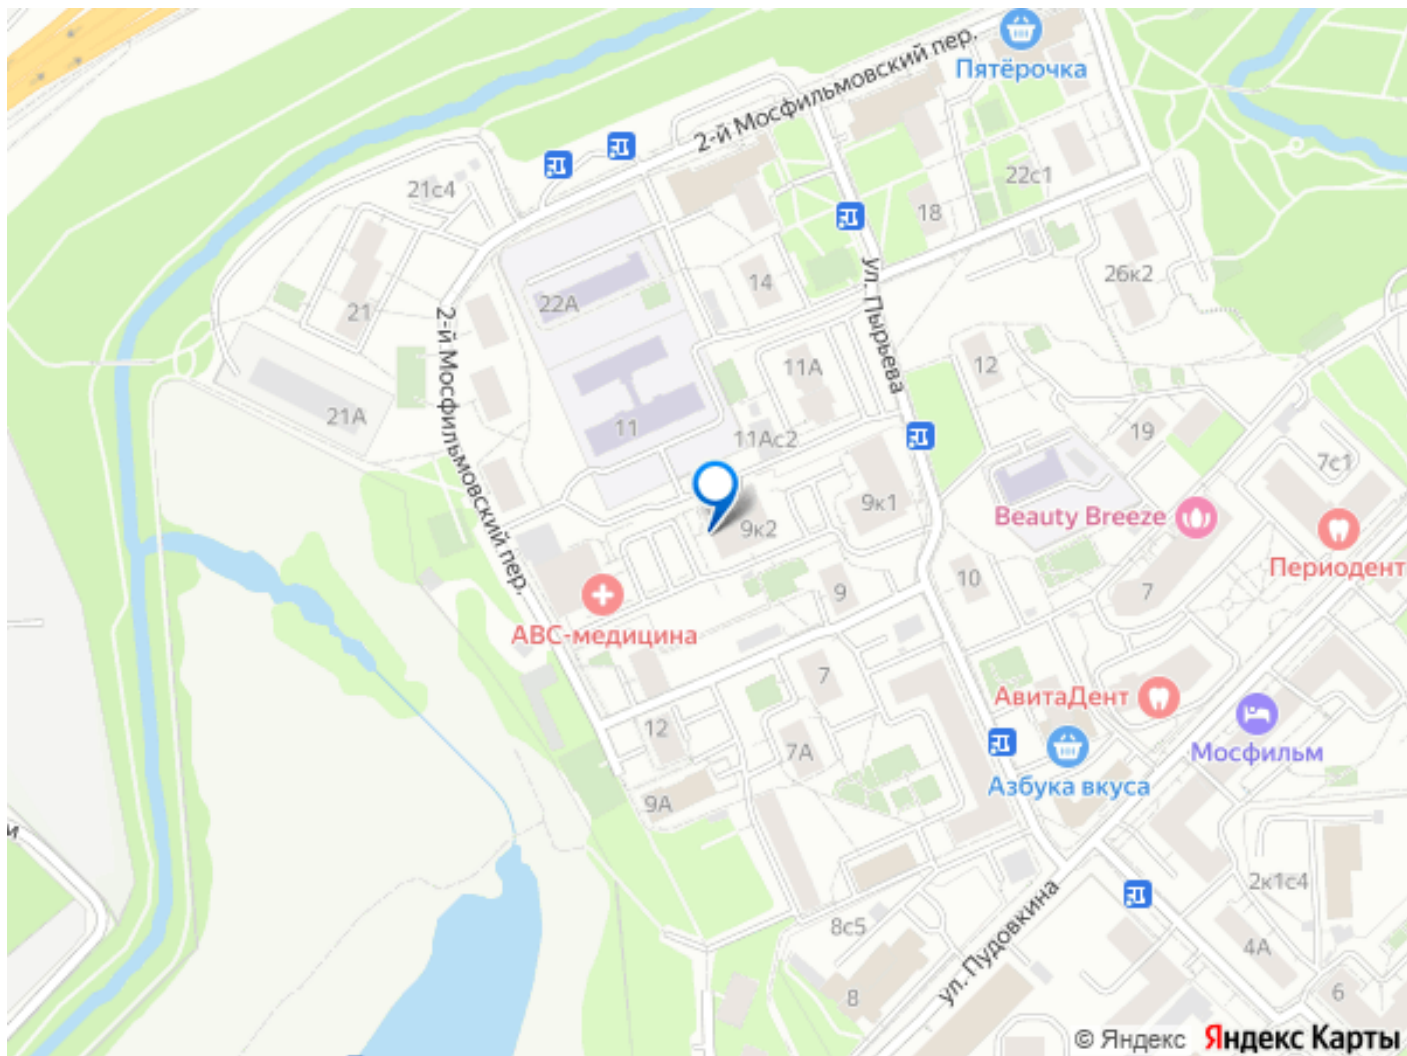 Пятёрочка
2-й Мосфильмовский пер.
21с4
22с1
18
26к2
14
22А
21
ул. Пырьева
2-й Мосфильмовский пер.
11А
12
21А
11
11Ас2
19
7с1
9к1
Beauty Breeze
9к2
Периодент
10
9
7
АВС-медицина
7
АвитаДент
12
7А
Мосфильм
Азбука вкуса
9А
м
2к1с4
8с5
4А
ул. Пудовкина
8
6
© Яндекс Яндекс Карты